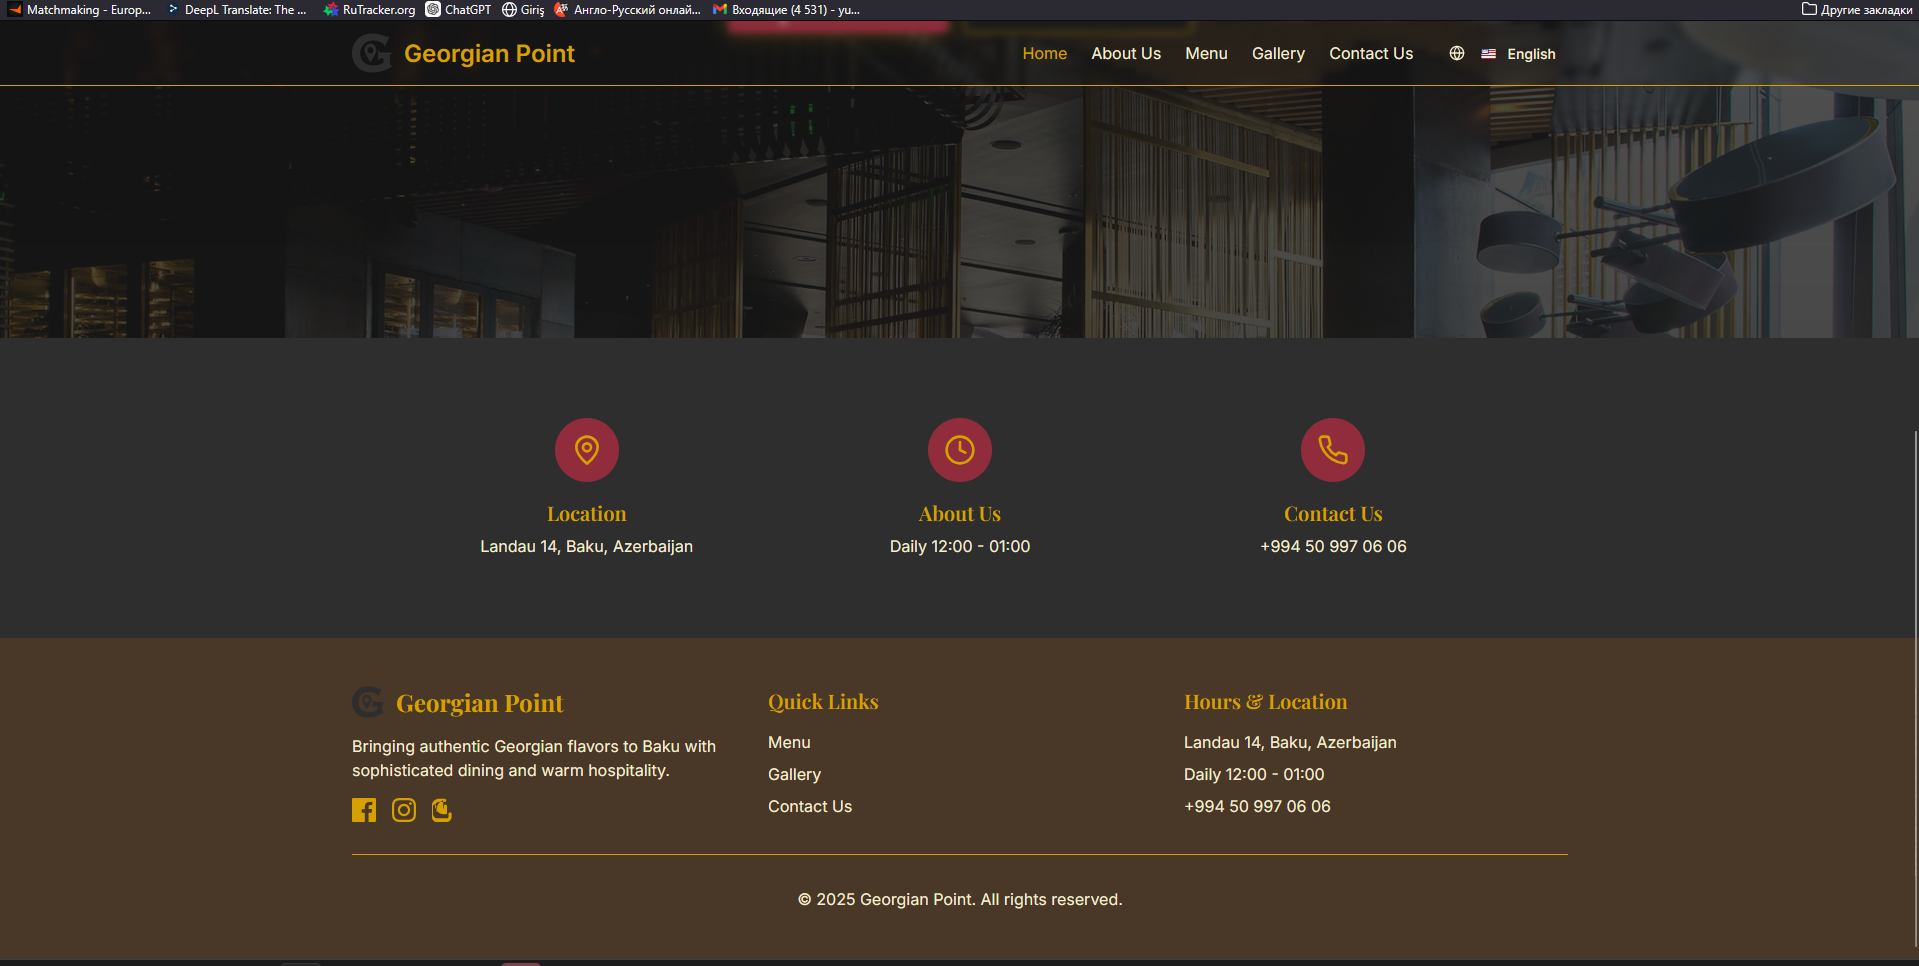 Matchmaking - Europ...
DeepL Translate: The ...
RuTracker.org
ChatGPT
Giriş
Англо-Русский онлай...
Входящие (4 531) - yu...
Другие закладки
Georgian Point
Home
About Us
Menu
Gallery
Contact Us
English
Location
Landau 14, Baku, Azerbaijan
About Us
Daily 12:00 - 01:00
Contact Us
+994 50 997 06 06
Georgian Point
Bringing authentic Georgian flavors to Baku with
sophisticated dining and warm hospitality.
Quick Links
Menu
Gallery
Contact Us
Hours & Location
Landau 14, Baku, Azerbaijan
Daily 12:00 - 01:00
+994 50 997 06 06
© 2025 Georgian Point. All rights reserved.